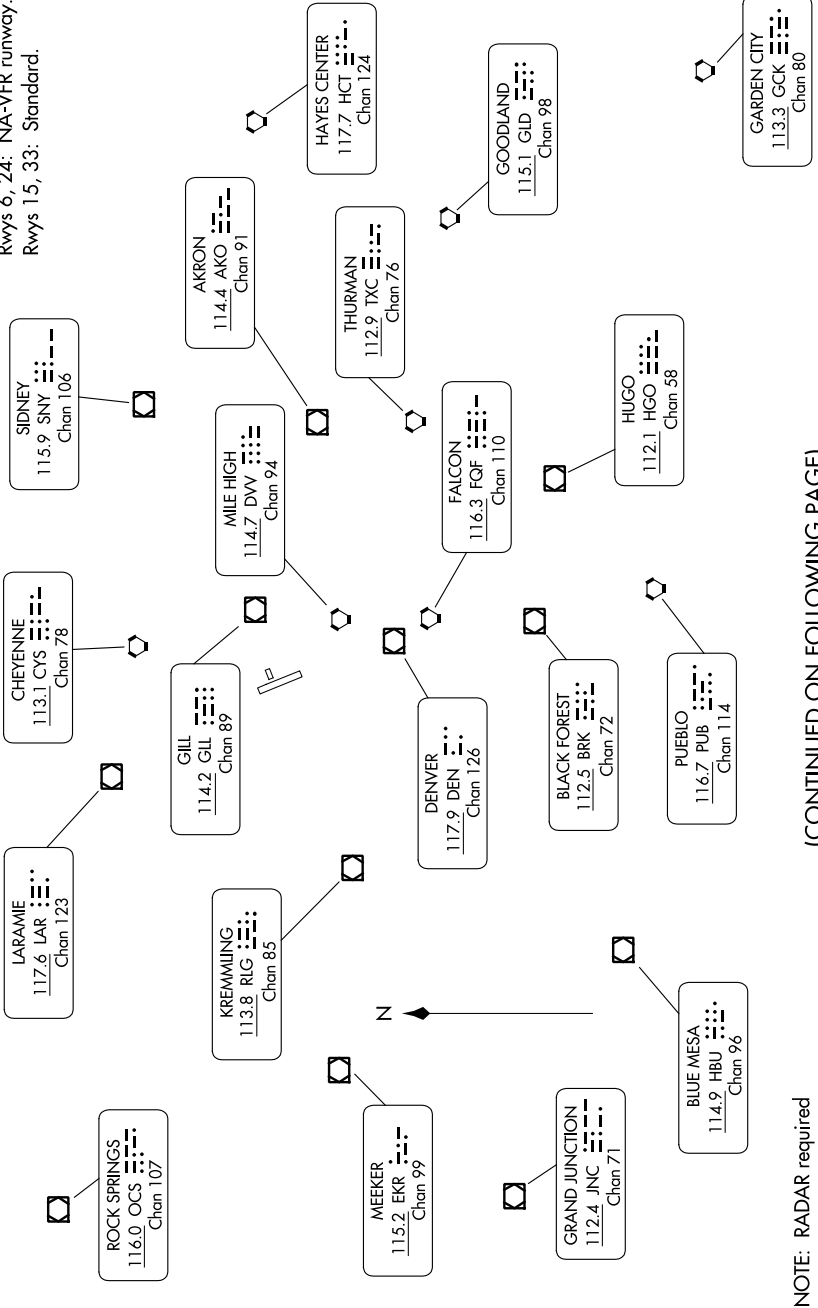 Rwys 6, 24: NA-VFR runway.
Rwys 15, 33: Standard.
LARAMIE
117.6 LAR
Chan 123
CHEYENNE
113.1 CYS
Chan 78
SIDNEY
115.9 SNY
Chan 106
ROCK SPRINGS
116.0 OCS
Chan 107
GILL
114.2 GLL
Chan 89
AKRON
114.4 AKO
Chan 91
KREMMLING
113.8 RLG
Chan 85
MILE HIGH
114.7 DVV
Chan 94
HAYES CENTER
117.7 HCT
Chan 124
THURMAN
112.9 TXC
Chan 76
MEEKER
115.2 EKR
Chan 99
N
DENVER
117.9 DEN
Chan 126
FALCON
116.3 FQF
Chan 110
GOODLAND
115.1 GLD
Chan 98
GRAND JUNCTION
112.4 JNC
Chan 71
BLACK FOREST
112.5 BRK
Chan 72
HUGO
112.1 HGO
Chan 58
BLUE MESA
114.9 HBU
Chan 96
PUEBLO
116.7 PUB
Chan 114
GARDEN CITY
113.3 GCK
Chan 80
NOTE: RADAR required
(CONTINUED ON FOLLOWING PAGE)